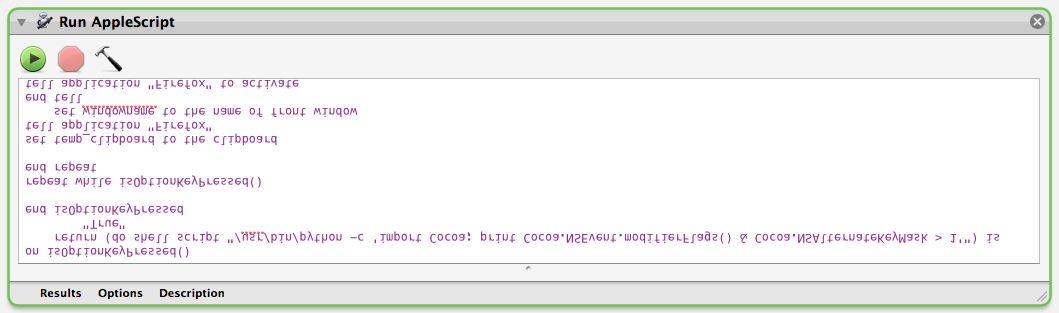 Run AppleScript
on isOptionKeyPressed()
return (do shell script "/usr/bin/python -c 'import Cocoa; print Cocoa.NSEvent.modifierFlags() & Cocoa.NSAlternateKeyMask > 1'") is
"True"
end isOptionKeyPressed
repeat while isOptionKeyPressed()
end repeat
set temp_clipboard to the clipboard
tell application "Firefox"
set windowname to the name of front window
end tell
tell application "Firefox" to activate
Results Options Description